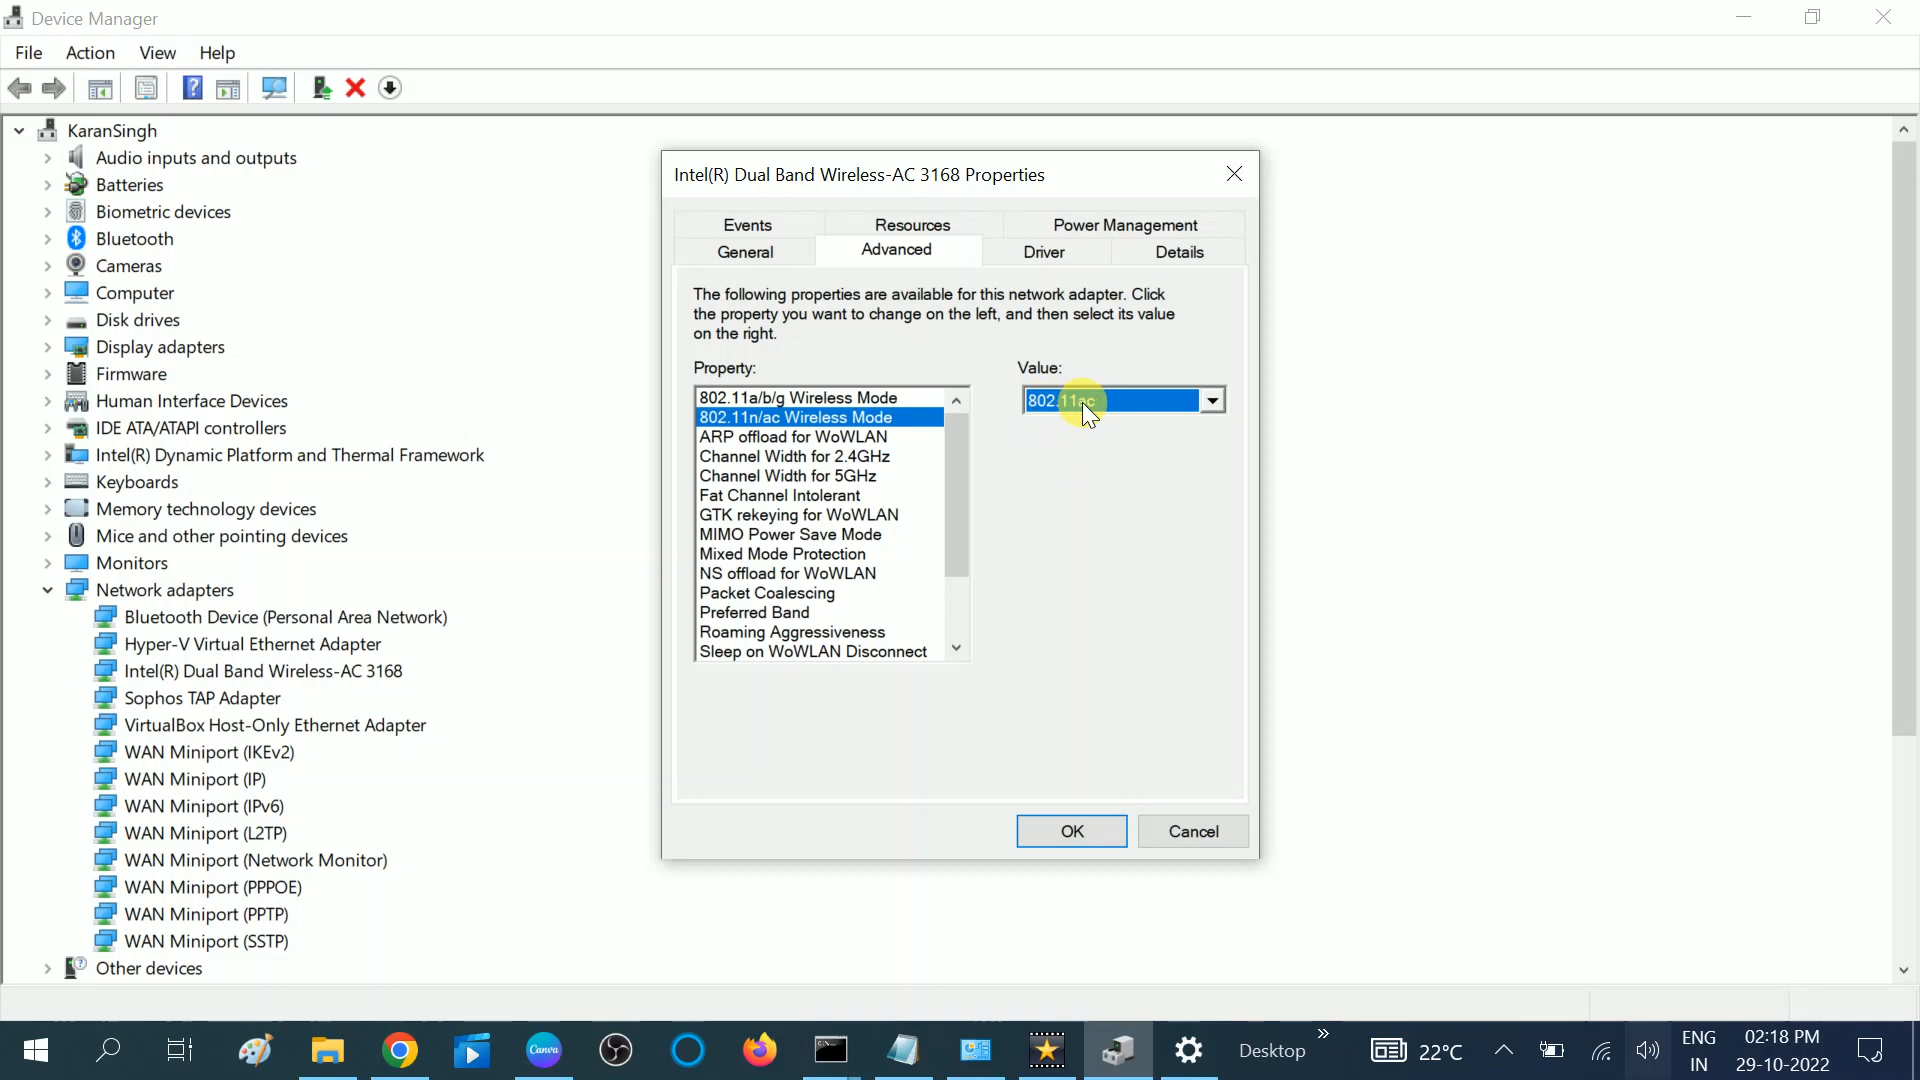 Device Manager
File Action View Help
KaranSingh
Audio inputs and outputs
Batteries
Biometric devices
Bluetooth
Cameras
Computer
Disk drives
Display adapters
Firmware
Human Interface Devices
IDE ATA/ATAPI controllers
Intel(R) Dynamic Platform and Thermal Framework
Keyboards
Memory technology devices
Mice and other pointing devices
Monitors
Network adapters
Bluetooth Device (Personal Area Network)
Hyper-V Virtual Ethernet Adapter
Intel(R) Dual Band Wireless-AC 3168
Sophos TAP Adapter
VirtualBox Host-Only Ethernet Adapter
WAN Miniport (IKEv2)
WAN Miniport (IP)
WAN Miniport (IPv6)
WAN Miniport (L2TP)
WAN Miniport (Network Monitor)
WAN Miniport (PPPOE)
WAN Miniport (PPTP)
WAN Miniport (SSTP)
Other devices
Intel(R) Dual Band Wireless-AC 3168 Properties
Events Resources Power Management
General Advanced Driver Details
The following properties are available for this network adapter. Click
the property you want to change on the left, and then select its value
on the right.
Property:
802.11a/b/g Wireless Mode
802.11n/ac Wireless Mode
ARP offload for WoWLAN
Channel Width for 2.4GHz
Channel Width for 5GHz
Fat Channel Intolerant
GTK rekeying for WoWLAN
MIMO Power Save Mode
Mixed Mode Protection
NS offload for WoWLAN
Packet Coalescing
Preferred Band
Roaming Aggressiveness
Sleep on WoWLAN Disconnect
Value:
802.11ac
OK Cancel
Canva
Desktop
22°C
ENG
IN
02:18 PM
29-10-2022